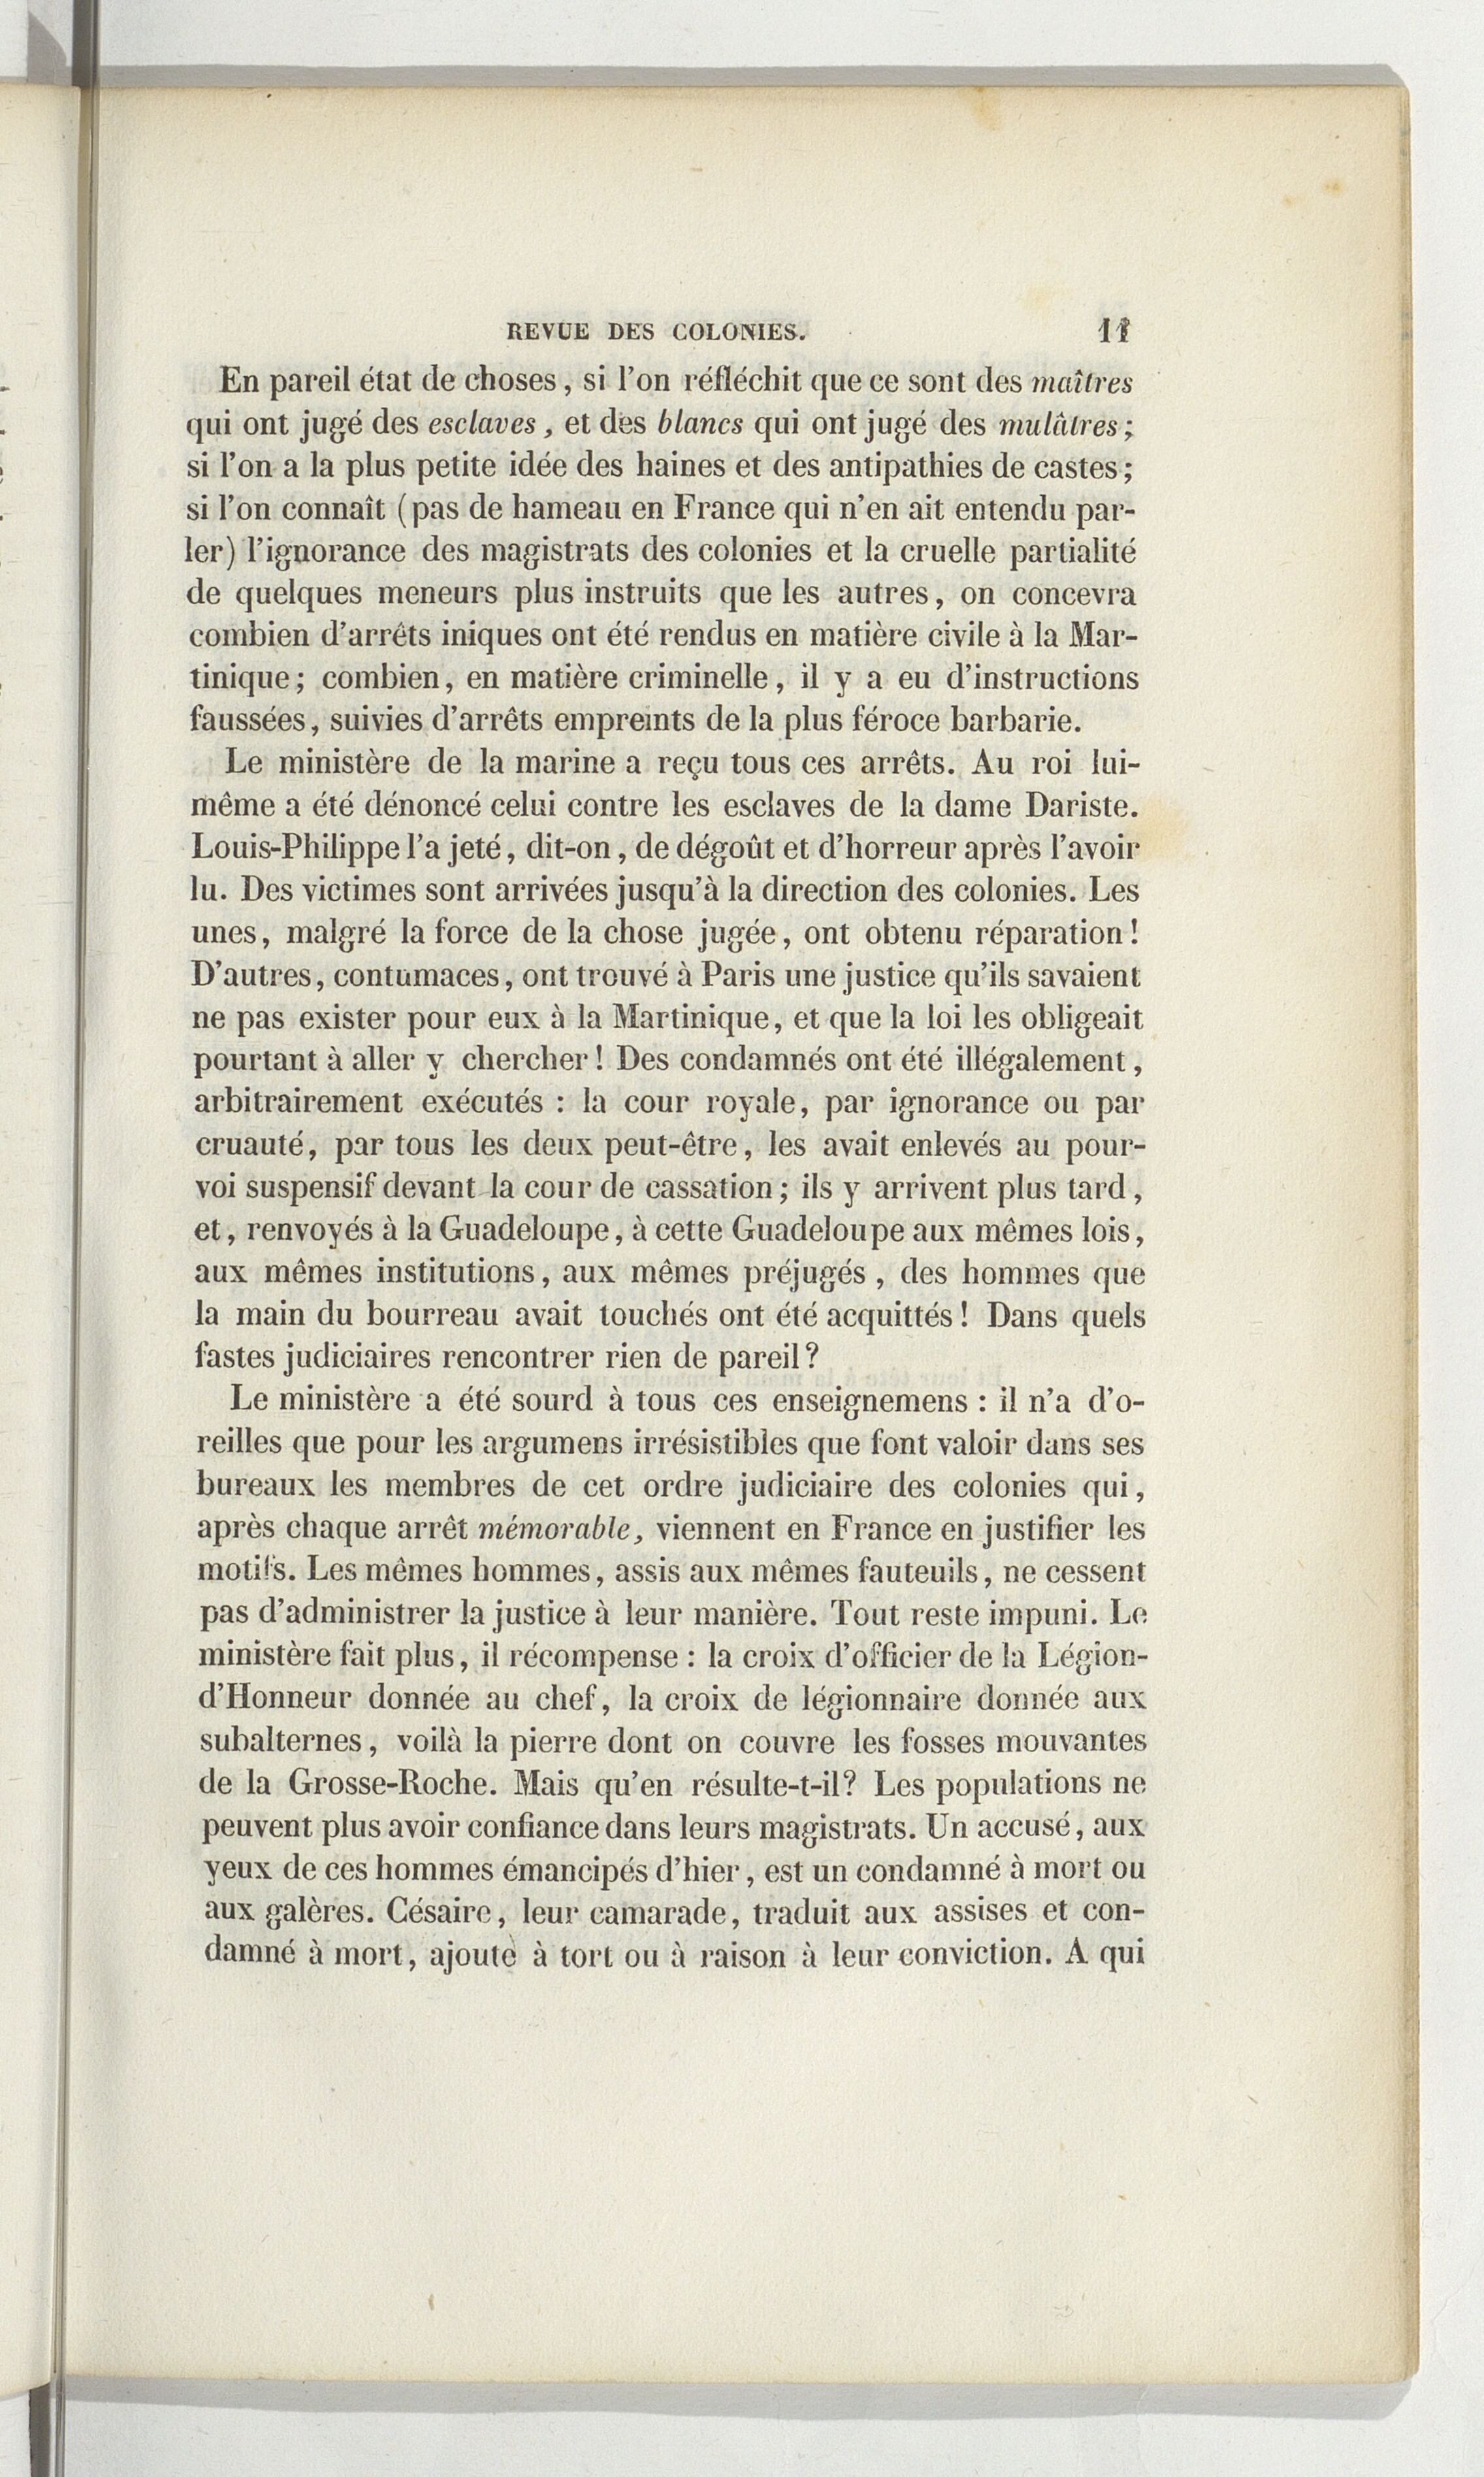 REVUE DES COLONIES. 11
En pareil état de choses, si l'on réfléchit que ce sont des maîtres
qui ont jugé des esclaves, et des blancs qui ont jugé des mulâtres;
si l'on a la plus petite idée des haines et des antipathies de castes;
si l'on connaît (pas de hameau en France qui n'en ait entendu par-
ler) l'ignorance des magistrats des colonies et la cruelle partialité
de quelques meneurs plus instruits que les autres, on concevra
combien d'arrêts iniques ont été rendus en matière civile à la Mar-
tinique; combien, en matière criminelle, il y a eu d'instructions
faussées, suivies d'arrêts empreints de la plus féroce barbarie.
Le ministère de la marine a reçu tous ces arrêts. Au roi lui-
même a été dénoncé celui contre les esclaves de la dame Dariste.
Louis-Philippe l'a jeté, dit-on, de dégoût et d'horreur après l'avoir
lu. Des victimes sont arrivées jusqu'à la direction des colonies. Les
unes, malgré la force de la chose jugée, ont obtenu réparation!
D'autres, contumaces, ont trouvé à Paris une justice qu'ils savaient
ne pas exister pour eux à la Martinique, et que la loi les obligeait
pourtant à aller y chercher! Des condamnés ont été illégalement,
arbitrairement exécutés : la cour royale, par ignorance ou par
cruauté, par tous les deux peut-être, les avait enlevés au pour-
voi suspensif devant la cour de cassation; ils y arrivent plus tard,
et, renvoyés à la Guadeloupe, à cette Guadeloupe aux mêmes lois,
aux mêmes institutions, aux mêmes préjugés, des hommes que
la main du bourreau avait touchés ont été acquittés! Dans quels
fastes judiciaires rencontrer rien de pareil?
Le ministère a été sourd à tous ces enseignemens : il n'a d'o-
reilles que pour les argumens irrésistibles que font valoir dans ses
bureaux les membres de cet ordre judiciaire des colonies qui,
après chaque arrêt mémorable, viennent en France en justifier les
motifs. Les mêmes hommes, assis aux mêmes fauteuils, ne cessent
pas d'administrer la justice à leur manière. Tout reste impuni. Le
ministère fait plus, il récompense : la croix d'officier de la Légion-
d'Honneur donnée au chef, la croix de légionnaire donnée aux
subalternes, voilà la pierre dont on couvre les fosses mouvantes
de la Grosse-Roche. Mais qu'en résulte-t-il? Les populations ne
peuvent plus avoir confiance dans leurs magistrats. Un accusé, aux
yeux de ces hommes émancipés d'hier, est un condamné à mort ou
aux galères. Césaire, leur camarade, traduit aux assises et con-
damné à mort, ajoute à tort ou à raison à leur conviction. A qui